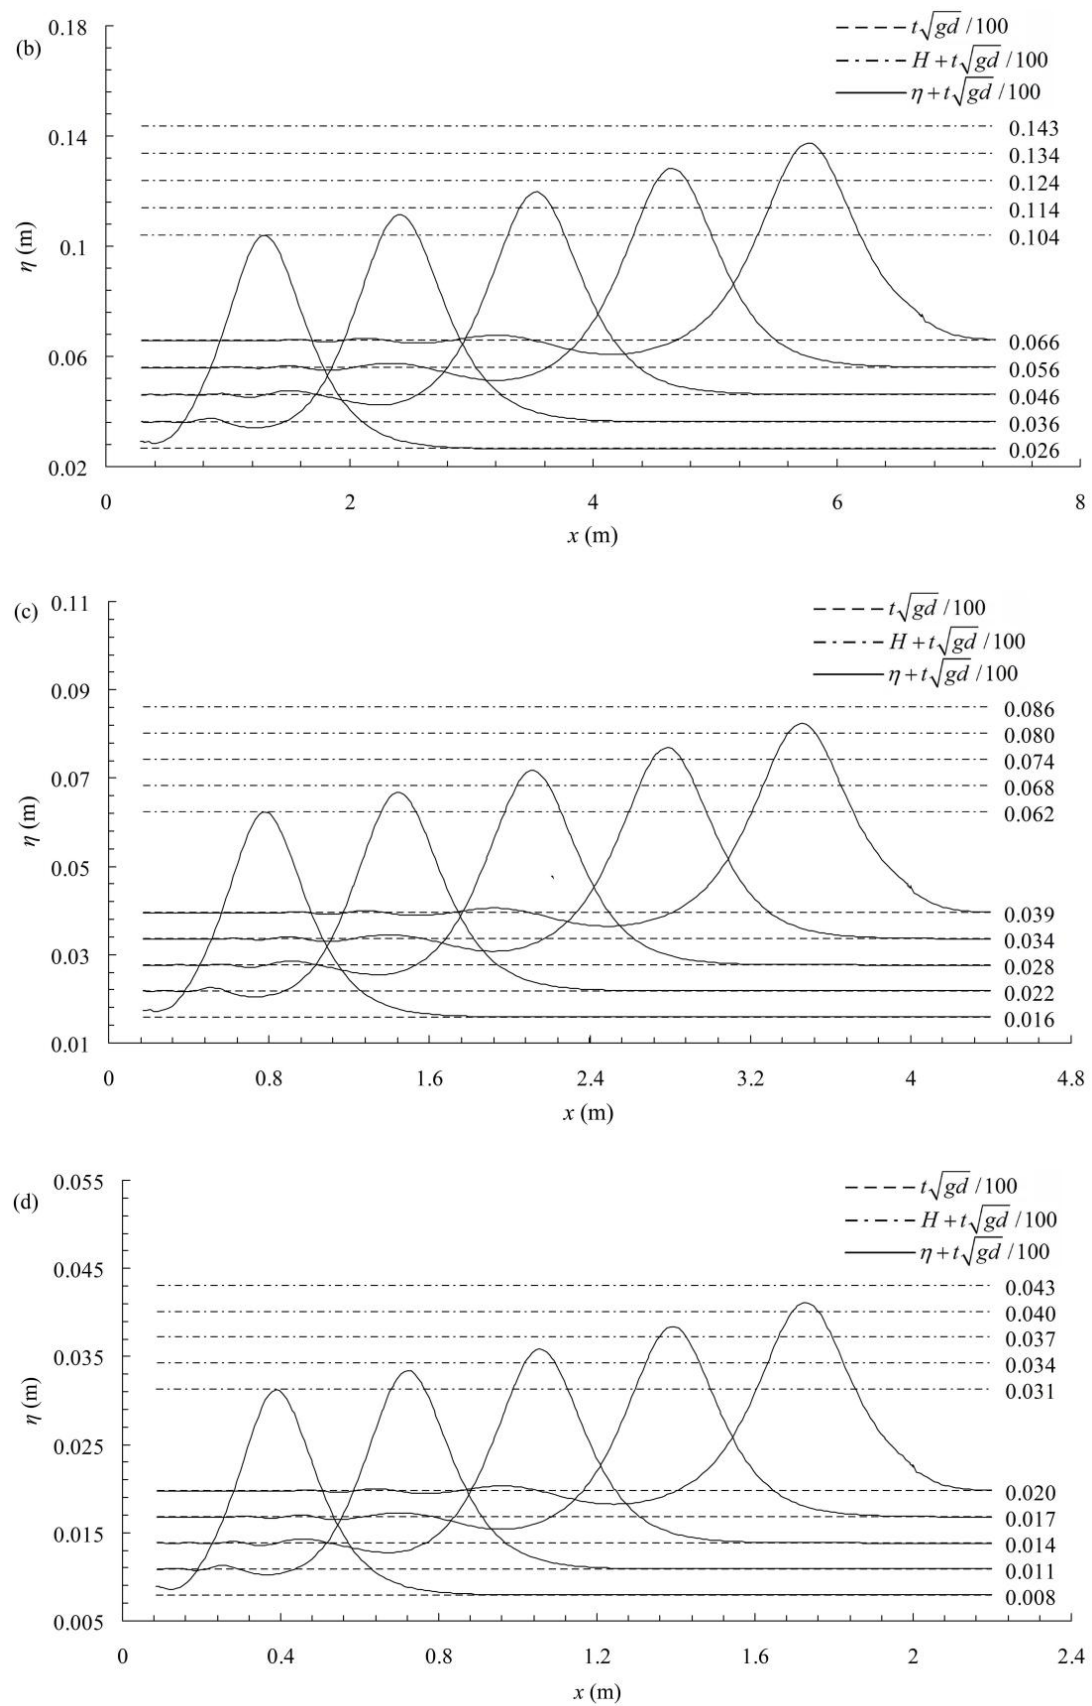 (b)
0.18
0.14
0.1
0.06
0.02
η (m)
t√gd /100
H + t√gd /100
η + t√gd /100
0.143
0.134
0.124
0.114
0.104
0.066
0.056
0.046
0.036
0.026
0 2 4 6 8
x (m)
(c)
0.11
0.09
0.07
0.05
0.03
0.01
η (m)
t√gd /100
H + t√gd /100
η + t√gd /100
0.086
0.080
0.074
0.068
0.062
0.039
0.034
0.028
0.022
0.016
0 0.8 1.6 2.4 3.2 4 4.8
x (m)
(d)
0.055
0.045
0.035
0.025
0.015
0.005
η (m)
t√gd /100
H + t√gd /100
η + t√gd /100
0.043
0.040
0.037
0.034
0.031
0.020
0.017
0.014
0.011
0.008
0 0.4 0.8 1.2 1.6 2 2.4
x (m)